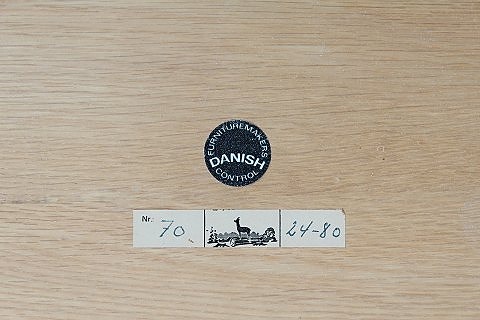 FURNITUREMAKERS
DANISH
CONTROL
Nr. 70 24-80